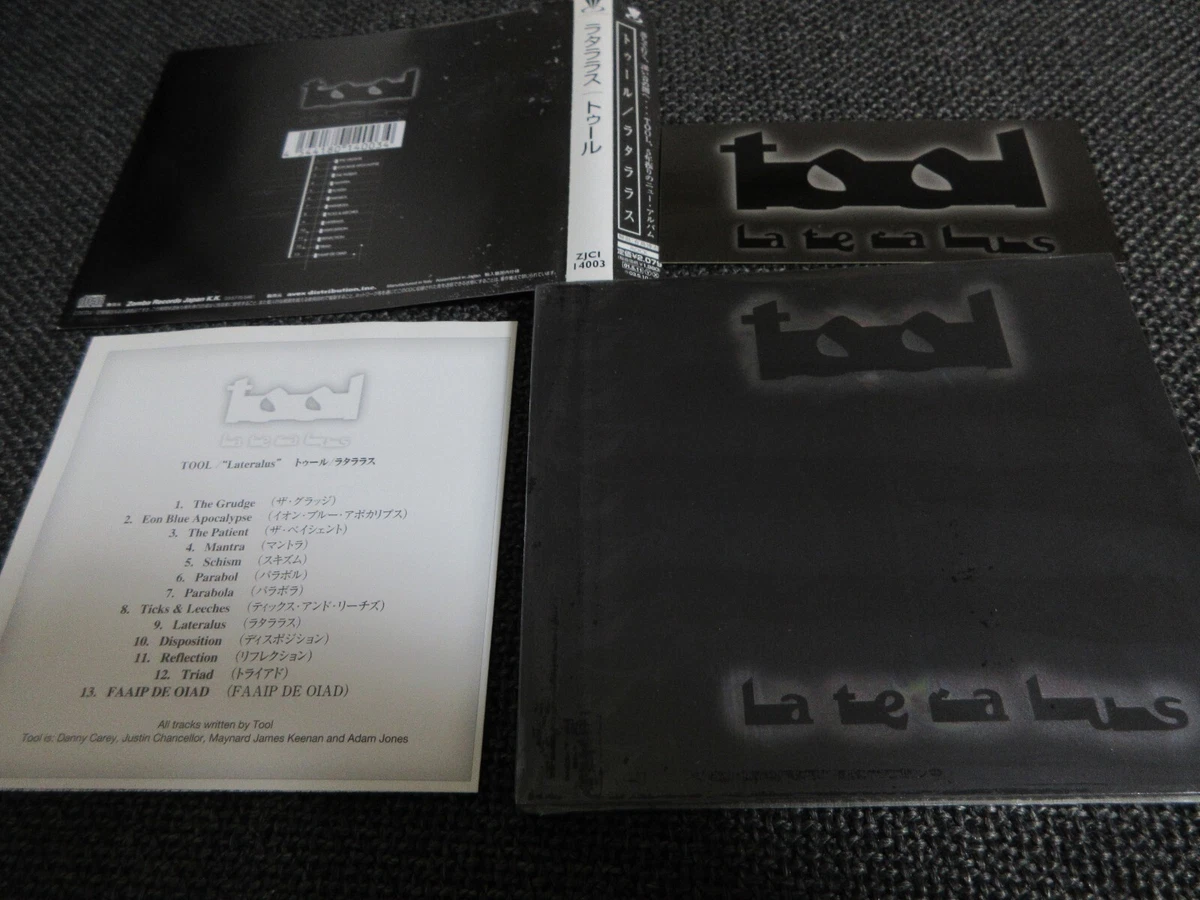 tool
4 944180 140034
Zomba Records Japan K.K.
avex distribution, inc.
ラタララス トゥール
ZJCI
14003
トゥール/ラタララス
tool
Lateralus
tool
Lateralus
tool
Lateralus
TOOL /"Lateralus" トゥール/ラタララス
1. The Grudge (ザ・グラッジ)
2. Eon Blue Apocalypse (イオン・ブルー・アポカリプス)
3. The Patient (ザ・ペイシェント)
4. Mantra (マントラ)
5. Schism (スキズム)
6. Parabol (パラボル)
7. Parabola (パラボラ)
8. Ticks & Leeches (ティックス・アンド・リーチズ)
9. Lateralus (ラタララス)
10. Disposition (ディスポジション)
11. Reflection (リフレクション)
12. Triad (トライアド)
13. FAAIP DE OIAD (FAAIP DE OIAD)
All tracks written by Tool
Tool is: Danny Carey, Justin Chancellor, Maynard James Keenan and Adam Jones